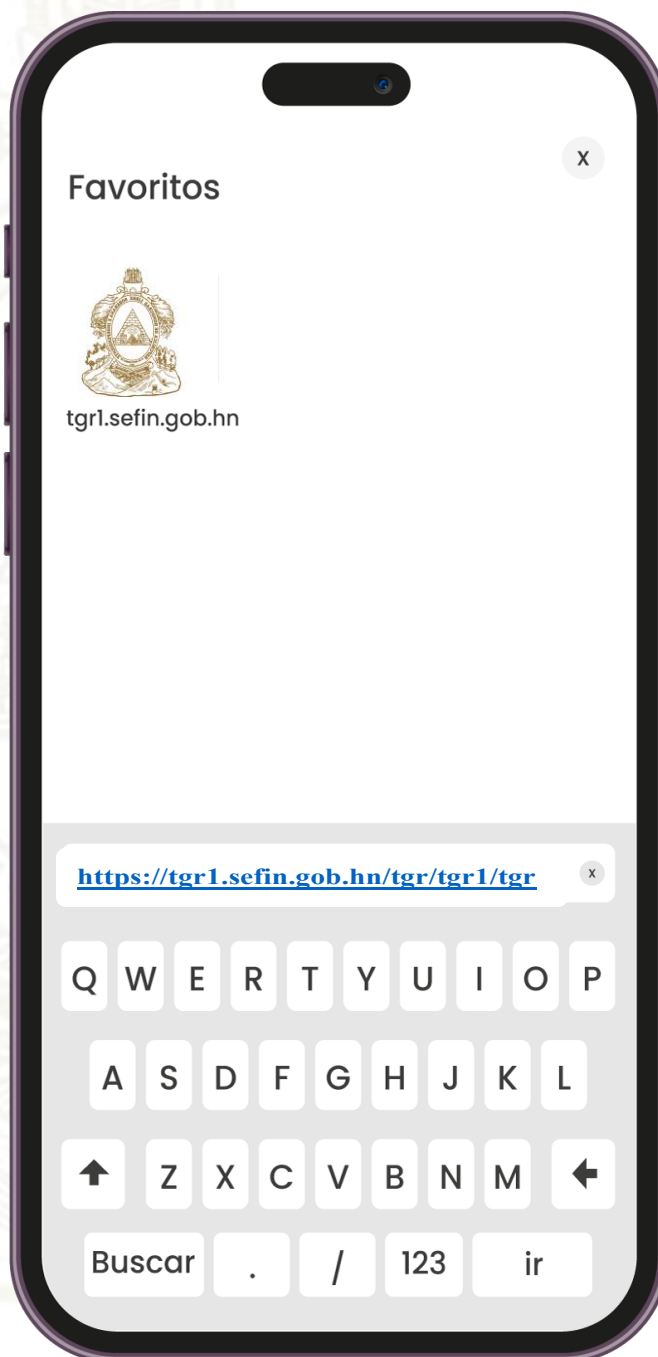 x
Favoritos
tgr1.sefin.gob.hn
https://tgr1.sefin.gob.hn/tgr/tgr1/tgr
x
Q W E R T Y U I O P
A S D F G H J K L
Z X C V B N M
Buscar . / 123 ir